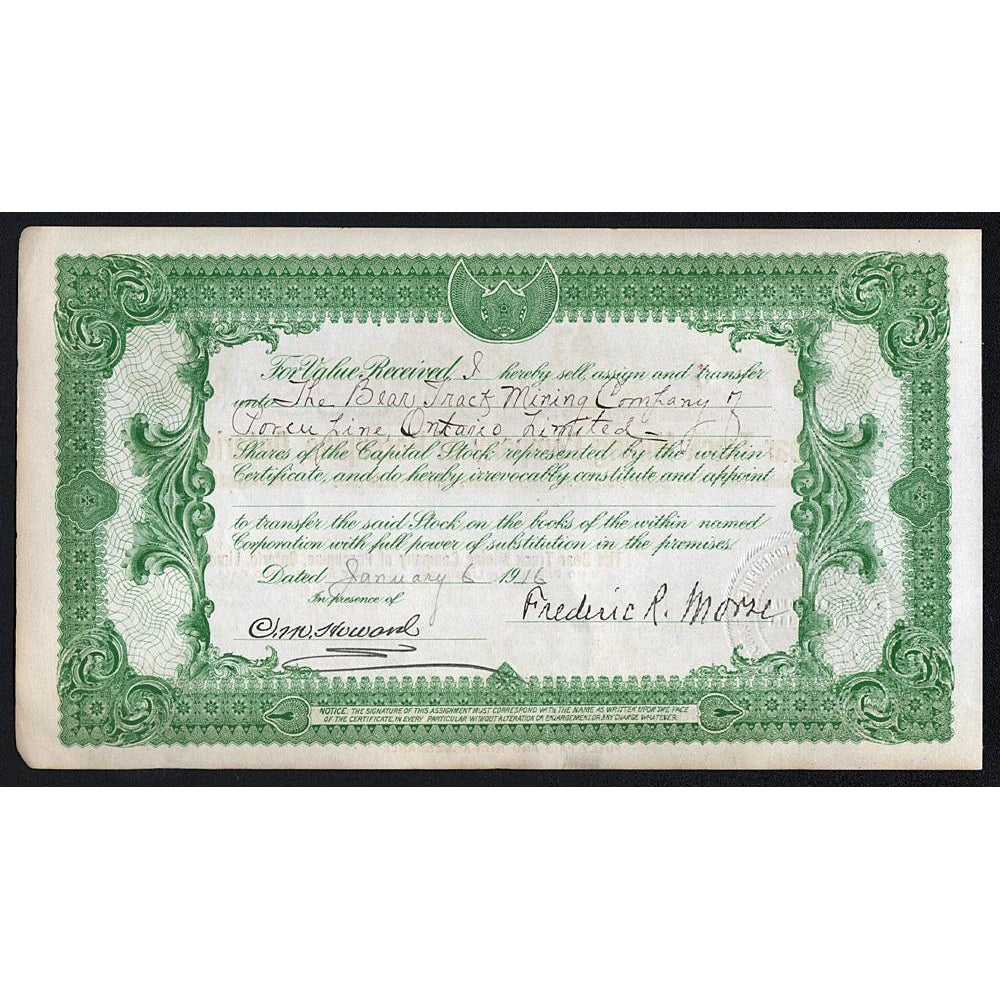 For Value Received, I hereby sell, assign and transfer
unto The Bear Track Mining Company of
Porcupine, Ontario Limited
Shares of the Capital Stock represented by the within
Certificate, and do hereby irrevocably constitute and appoint
to transfer the said Stock on the books of the within named
Corporation with full power of substitution in the premises.
Dated January 6 1916
In presence of
C. M. Howard
Frederic R. Morse
NOTICE, THE SIGNATURE OF THIS ASSIGNMENT MUST CORRESPOND WITH THE NAME AS WRITTEN UPON THE FACE
OF THE CERTIFICATE, IN EVERY PARTICULAR WITHOUT ALTERATION OR ENLARGEMENT, OR ANY CHANGE WHATEVER.